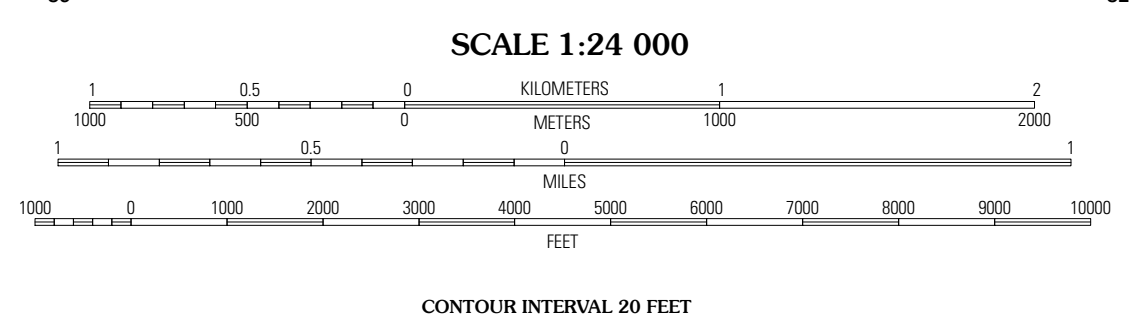 SCALE 1:24 000
1 0.5 0 KILOMETERS 1 2
1000 500 0 METERS 1000 2000
1 0.5 0 1
MILES
1000 0 1000 2000 3000 4000 5000 6000 7000 8000 9000 10000
FEET
CONTOUR INTERVAL 20 FEET